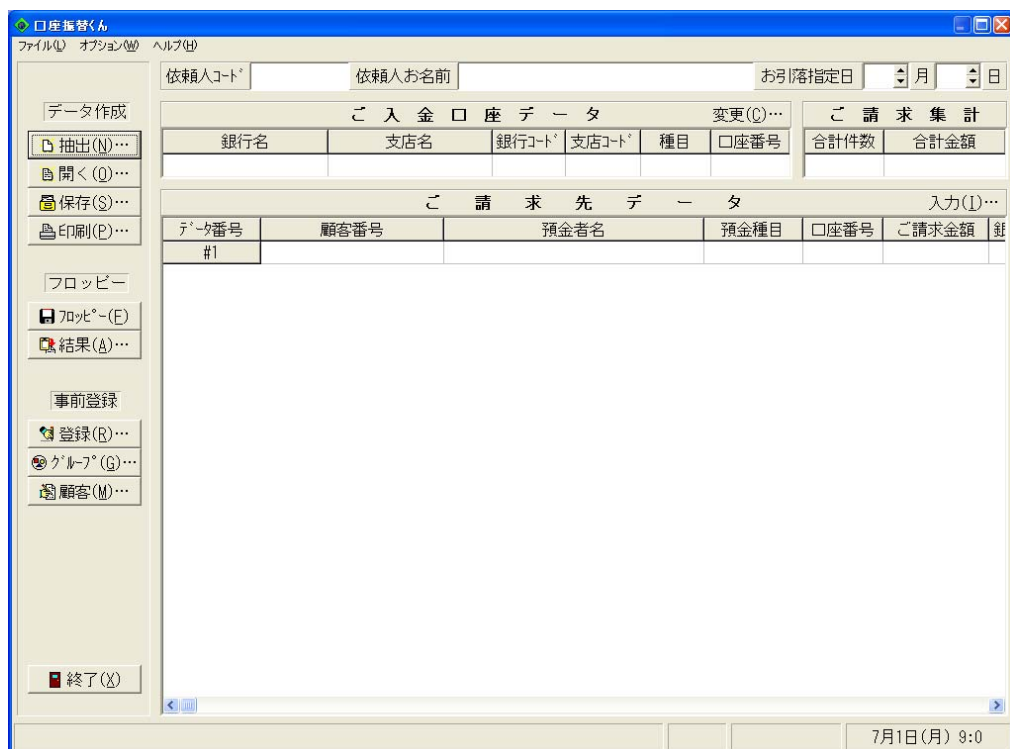 口座振替くん
ファイル(L) オプション(W) ヘルプ(H)
依頼人ｺｰﾄﾞ 依頼人お名前 お引落指定日 月 日
データ作成
抽出(N)…
開く(O)…
保存(S)…
印刷(P)…
フロッピー
ﾌﾛｯﾋﾟｰ(F)
結果(A)…
事前登録
登録(R)…
ｸﾞﾙｰﾌﾟ(G)…
顧客(M)…
終了(X)
ご入金口座データ 変更(C)…
銀行名 支店名 銀行ｺｰﾄﾞ 支店ｺｰﾄﾞ 種目 口座番号
ご請求集計
合計件数 合計金額
ご請求先データ 入力(I)…
ﾃﾞｰﾀ番号 顧客番号 預金者名 預金種目 口座番号 ご請求金額
#1
7月1日(月) 9:0